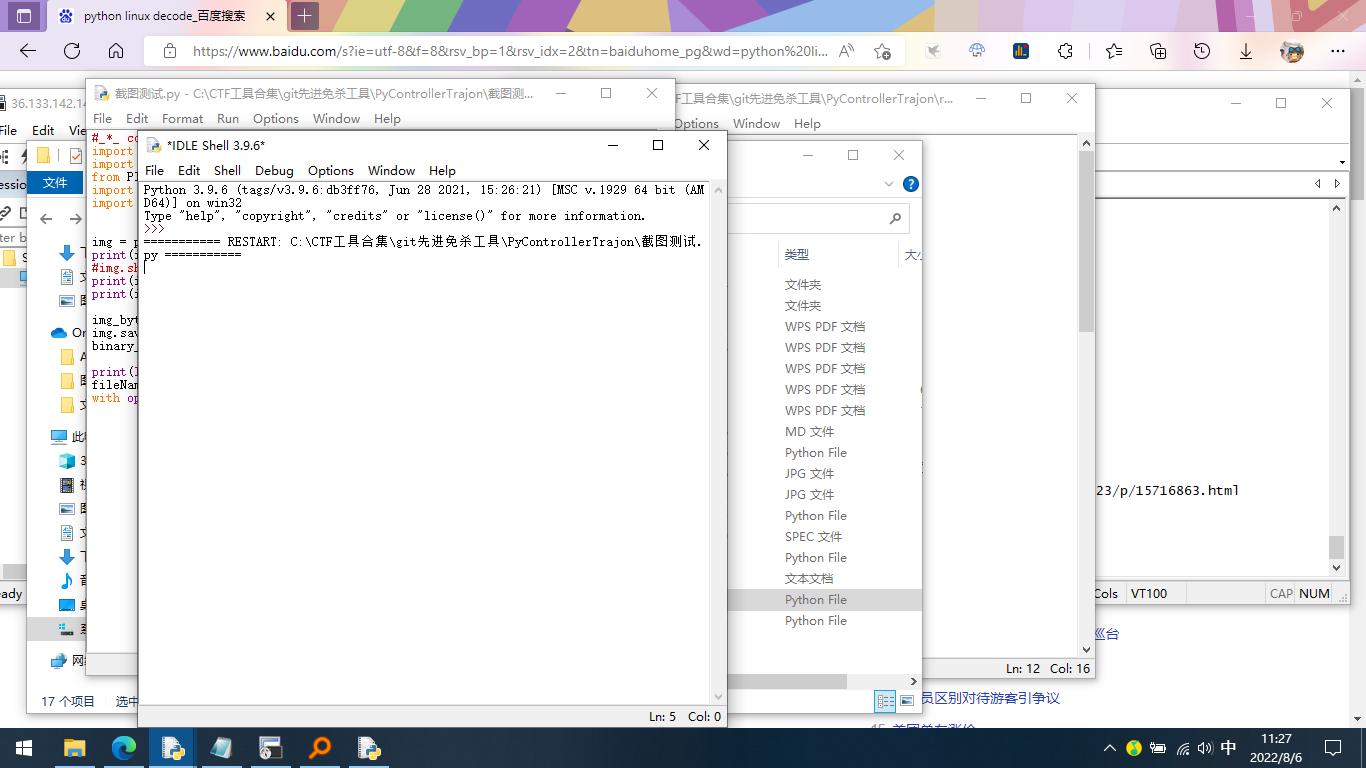 python linux decode_百度搜索
https://www.baidu.com/s?ie=utf-8&f=8&rsv_bp=1&rsv_idx=2&tn=baiduhome_pg&wd=python%20li...
36.133.142.14
截图测试.py - C:\CTF工具合集\git先进免杀工具\PyControllerTrajon\截图测...
TF工具合集\git先进免杀工具\PyControllerTrajon\r...
File Edit
File Edit Format Run Options Window Help
Options Window Help
文件
#_*_
import
import
from
import
import
img =
print(
#img.
print(
print(
img
binary_
print(
with
*IDLE Shell 3.9.6*
File Edit Shell Debug Options Window Help
Python 3.9.6 (tags/v3.9.6:db3ff76, Jun 28 2021, 15:26:21) [MSC v.1929 64 bit (AM
D64)] on win32
Type "help", "copyright", "credits" or "license()" for more information.
>>>
=========== RESTART: C:\CTF工具合集\git先进免杀工具\PyControllerTrajon\截图测试.
py ===========
Ln: 5 Col: 0
类型
文件夹
文件夹
WPS PDF 文档
WPS PDF 文档
WPS PDF 文档
WPS PDF 文档
WPS PDF 文档
MD 文件
Python File
JPG 文件
JPG 文件
Python File
SPEC 文件
Python File
文本文档
Python File
Python File
17 个项目
Ln: 12 Col: 16
23/p/15716863.html
Cols VT100 CAP NUM
员区别对待游客引争议
中
11:27
2022/8/6